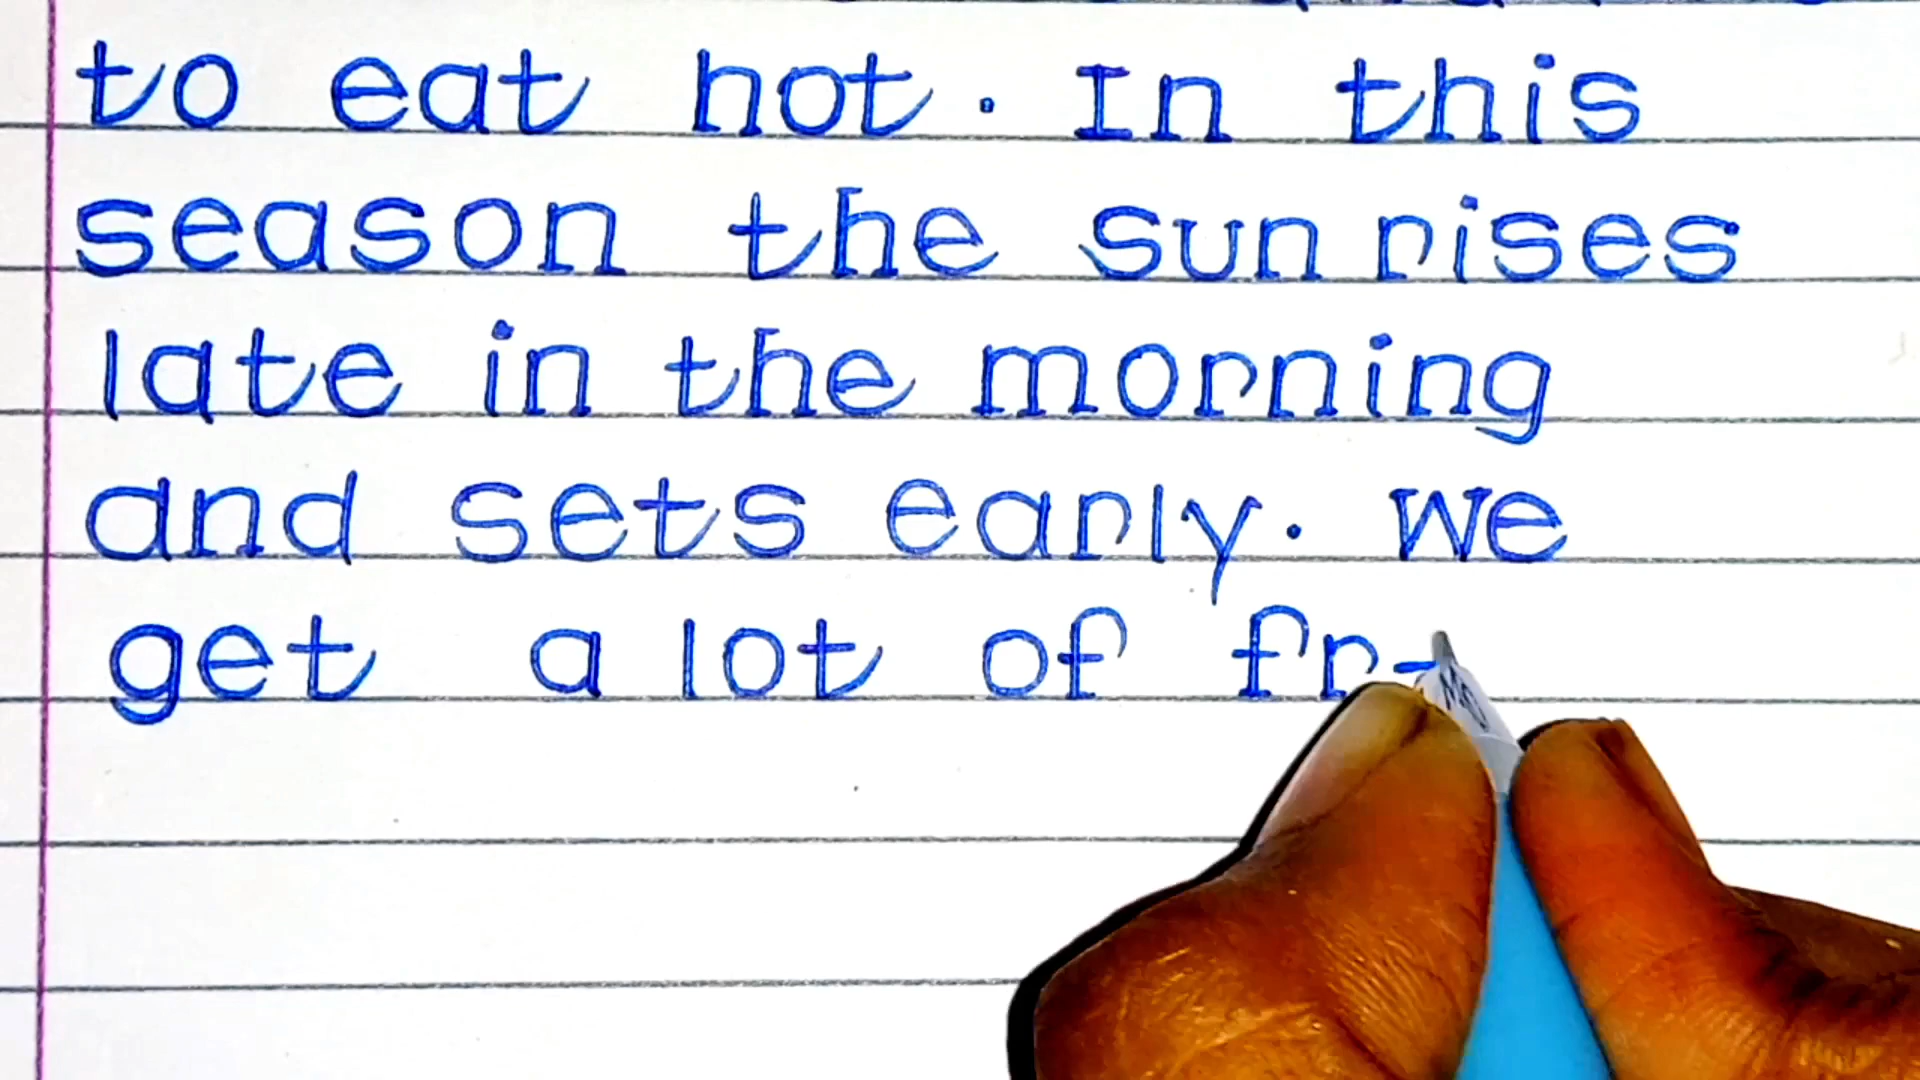 to eat hot. In this
season the sun rises
late in the morning
and sets early. We
get a lot of fr